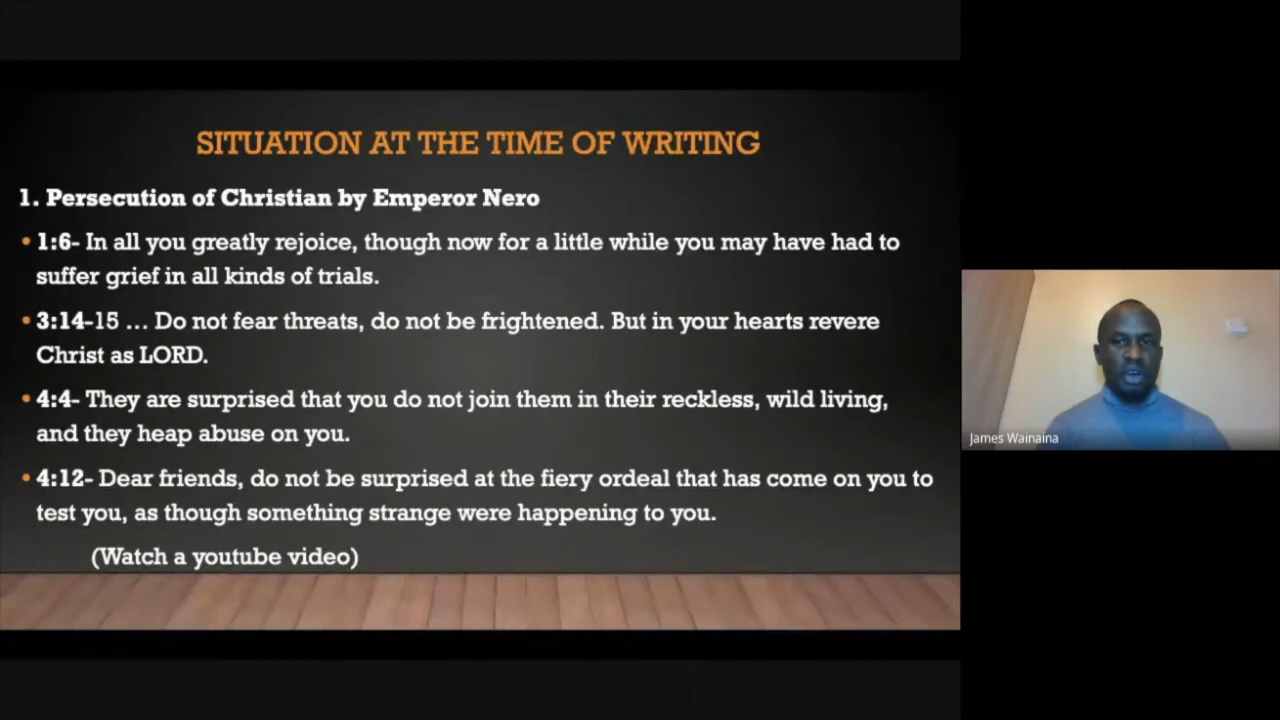 SITUATION AT THE TIME OF WRITING
1. Persecution of Christian by Emperor Nero
• 1:6- In all you greatly rejoice, though now for a little while you may have had to
suffer grief in all kinds of trials.
• 3:14-15 ... Do not fear threats, do not be frightened. But in your hearts revere
Christ as LORD.
• 4:4- They are surprised that you do not join them in their reckless, wild living,
and they heap abuse on you.
• 4:12- Dear friends, do not be surprised at the fiery ordeal that has come on you to
test you, as though something strange were happening to you.
(Watch a youtube video)
James Wainaina